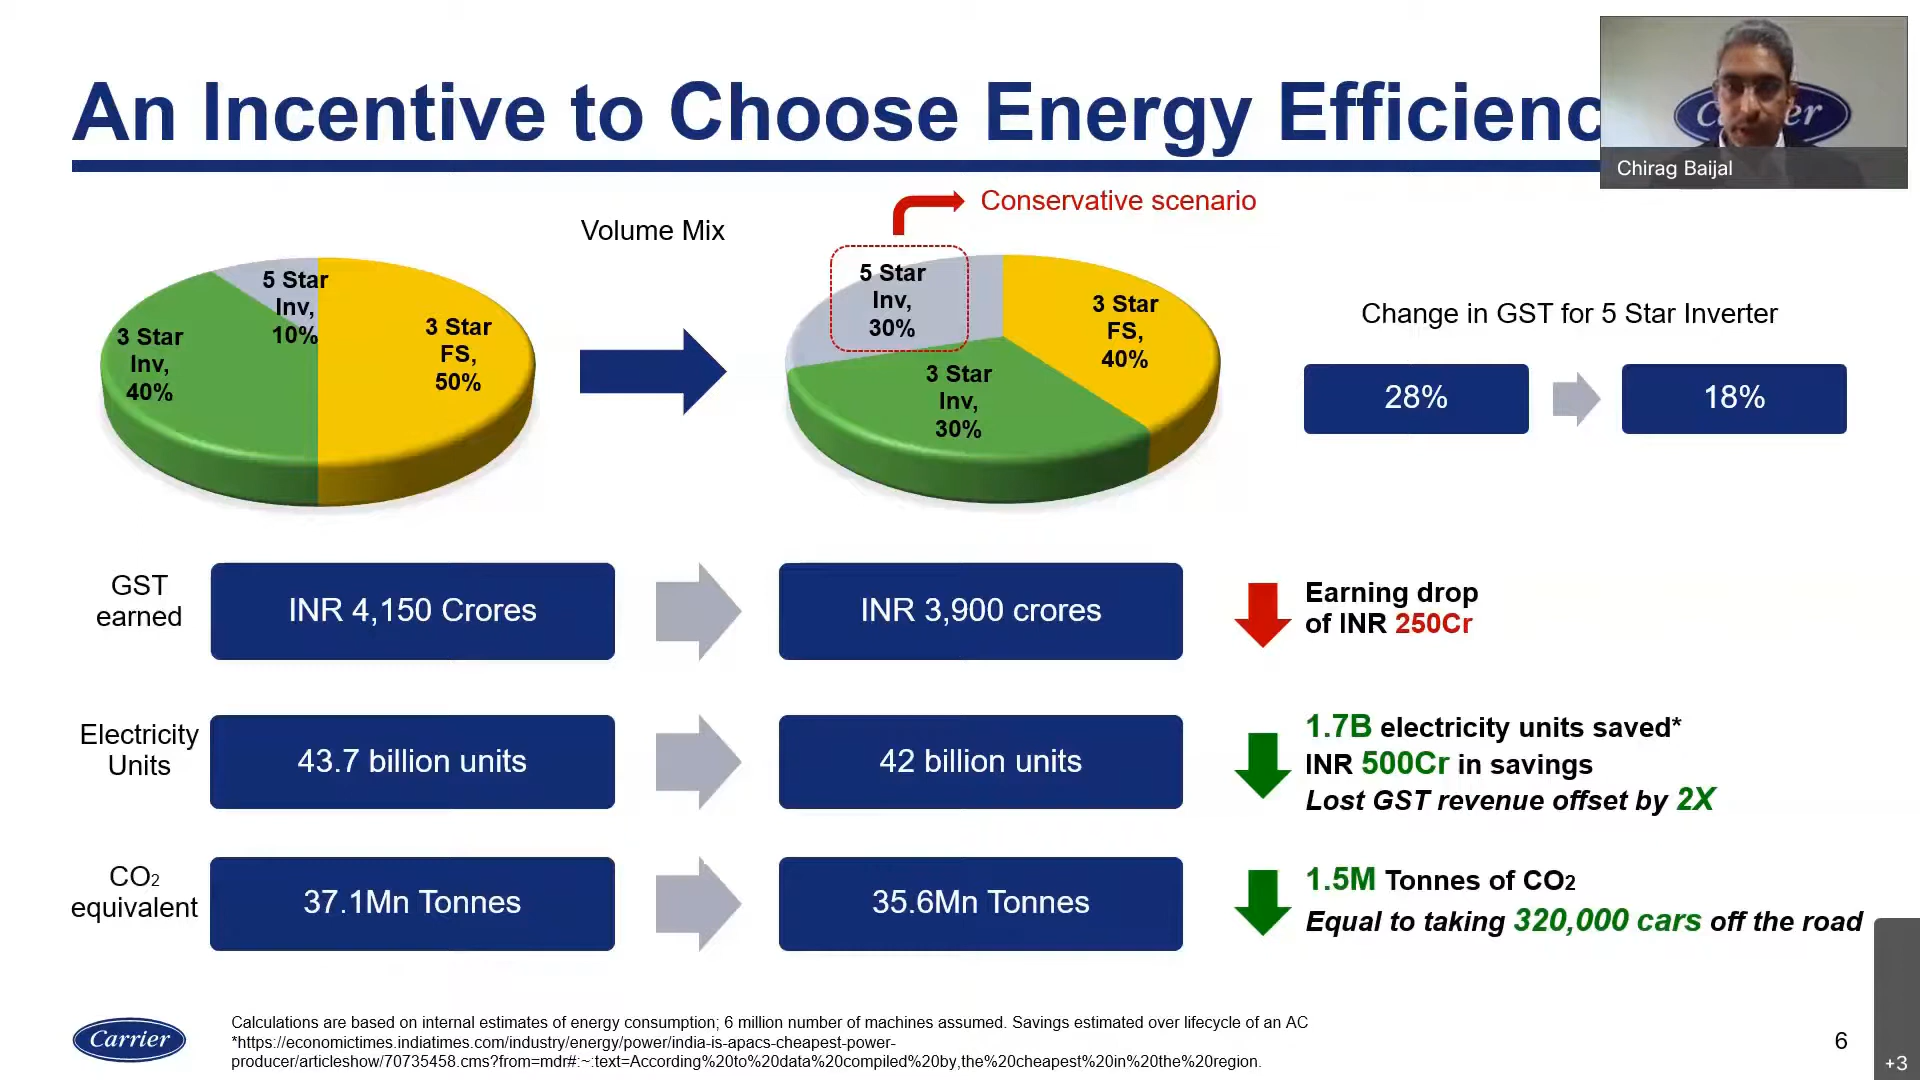 An Incentive to Choose Energy Efficienc
Carrier
Chirag Baijal
Volume Mix
Conservative scenario
5 Star
Inv,
10%
3 Star
Inv,
40%
3 Star
FS,
50%
5 Star
Inv,
30%
3 Star
FS,
40%
3 Star
Inv,
30%
Change in GST for 5 Star Inverter
28%
18%
GST
earned
INR 4,150 Crores
INR 3,900 crores
Earning drop
of INR 250Cr
Electricity
Units
43.7 billion units
42 billion units
1.7B electricity units saved*
INR 500Cr in savings
Lost GST revenue offset by 2X
CO2
equivalent
37.1Mn Tonnes
35.6Mn Tonnes
1.5M Tonnes of CO2
Equal to taking 320,000 cars off the road
Carrier
Calculations are based on internal estimates of energy consumption; 6 million number of machines assumed. Savings estimated over lifecycle of an AC
*https://economictimes.indiatimes.com/industry/energy/power/india-is-apacs-cheapest-power-
producer/articleshow/70735458.cms?from=mdr#:~:text=According%20to%20data%20compiled%20by,the%20cheapest%20in%20the%20region.
6
+3